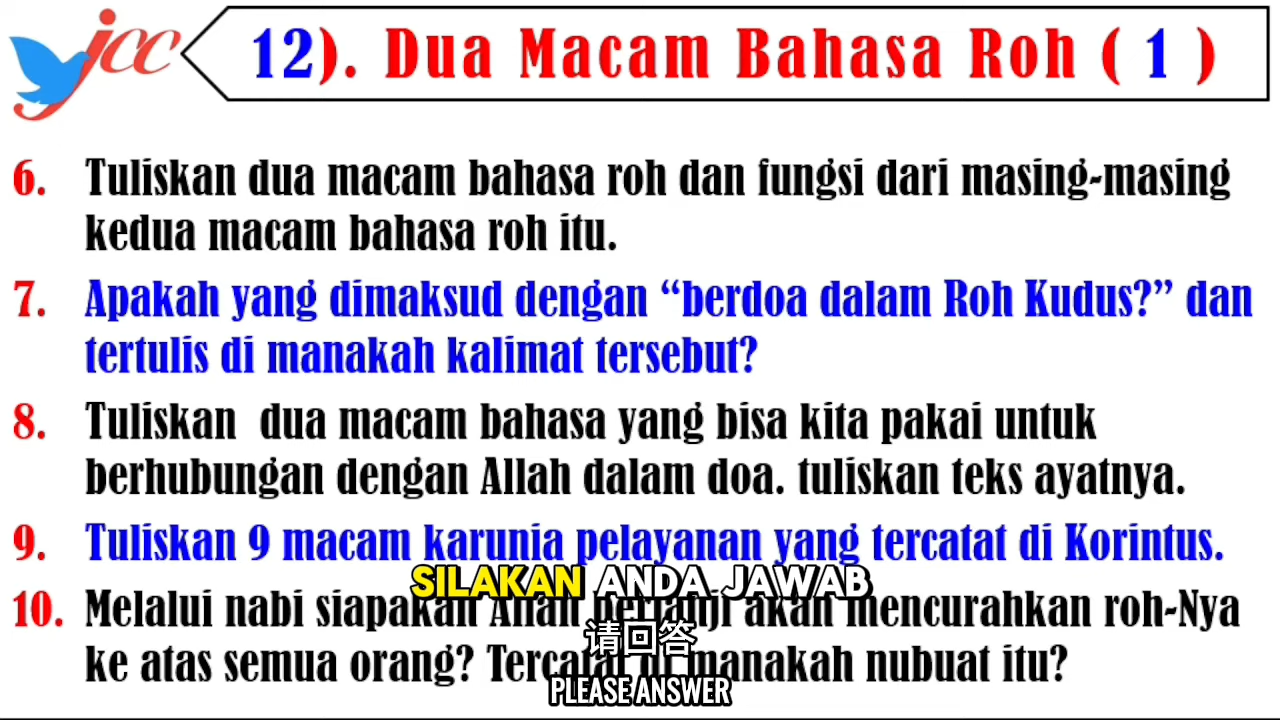 jcc
12). Dua Macam Bahasa Roh ( 1 )
6. Tuliskan dua macam bahasa roh dan fungsi dari masing-masing
kedua macam bahasa roh itu.
7. Apakah yang dimaksud dengan “berdoa dalam Roh Kudus?” dan
tertulis di manakah kalimat tersebut?
8. Tuliskan dua macam bahasa yang bisa kita pakai untuk
berhubungan dengan Allah dalam doa. tuliskan teks ayatnya.
9. Tuliskan 9 macam karunia pelayanan yang tercatat di Korintus.
SILAKAN ANDA JAWAB
10. Melalui nabi siapakah Allah berjanji akan mencurahkan roh-Nya
请回答
ke atas semua orang? Tercatat di manakah nubuat itu?
PLEASE ANSWER